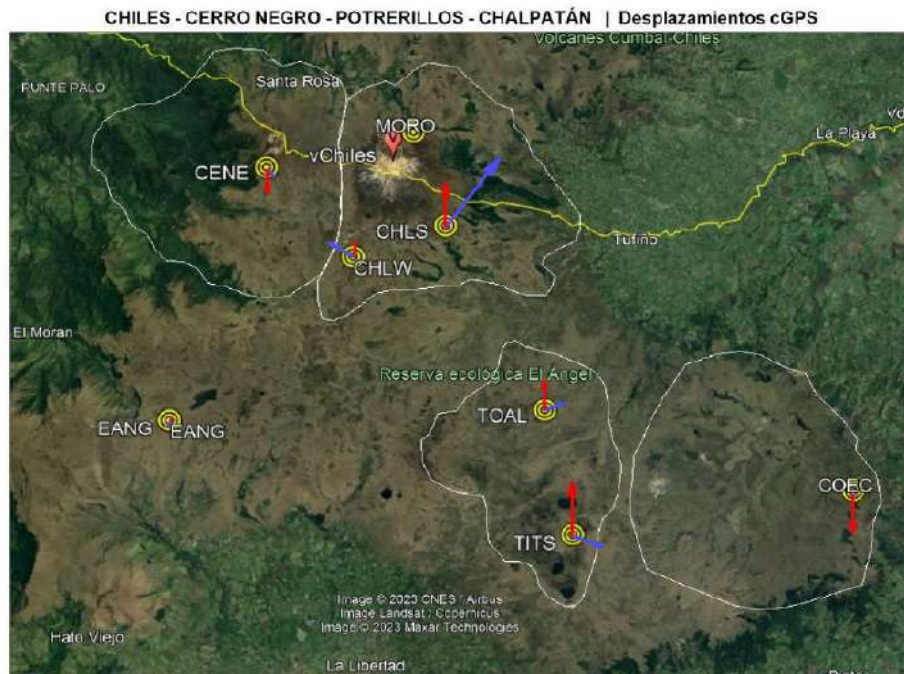 CHILES - CERRO NEGRO - POTRERILLOS - CHALPATÁN | Desplazamientos cGPS
Volcanes Cumbal-Chiles
Santa Rosa
PUNTE PALO
MORO
La Playa
vChiles
CENE
CHLS
Tufiño
CHLW
El Moran
Reserva ecológica El Ángel
TOAL
EANG
EANG
COEC
TITS
Image © 2023 CNES / Airbus
Image Landsat / Copernicus
Image © 2023 Maxar Technologies
Hato Viejo
La Libertad